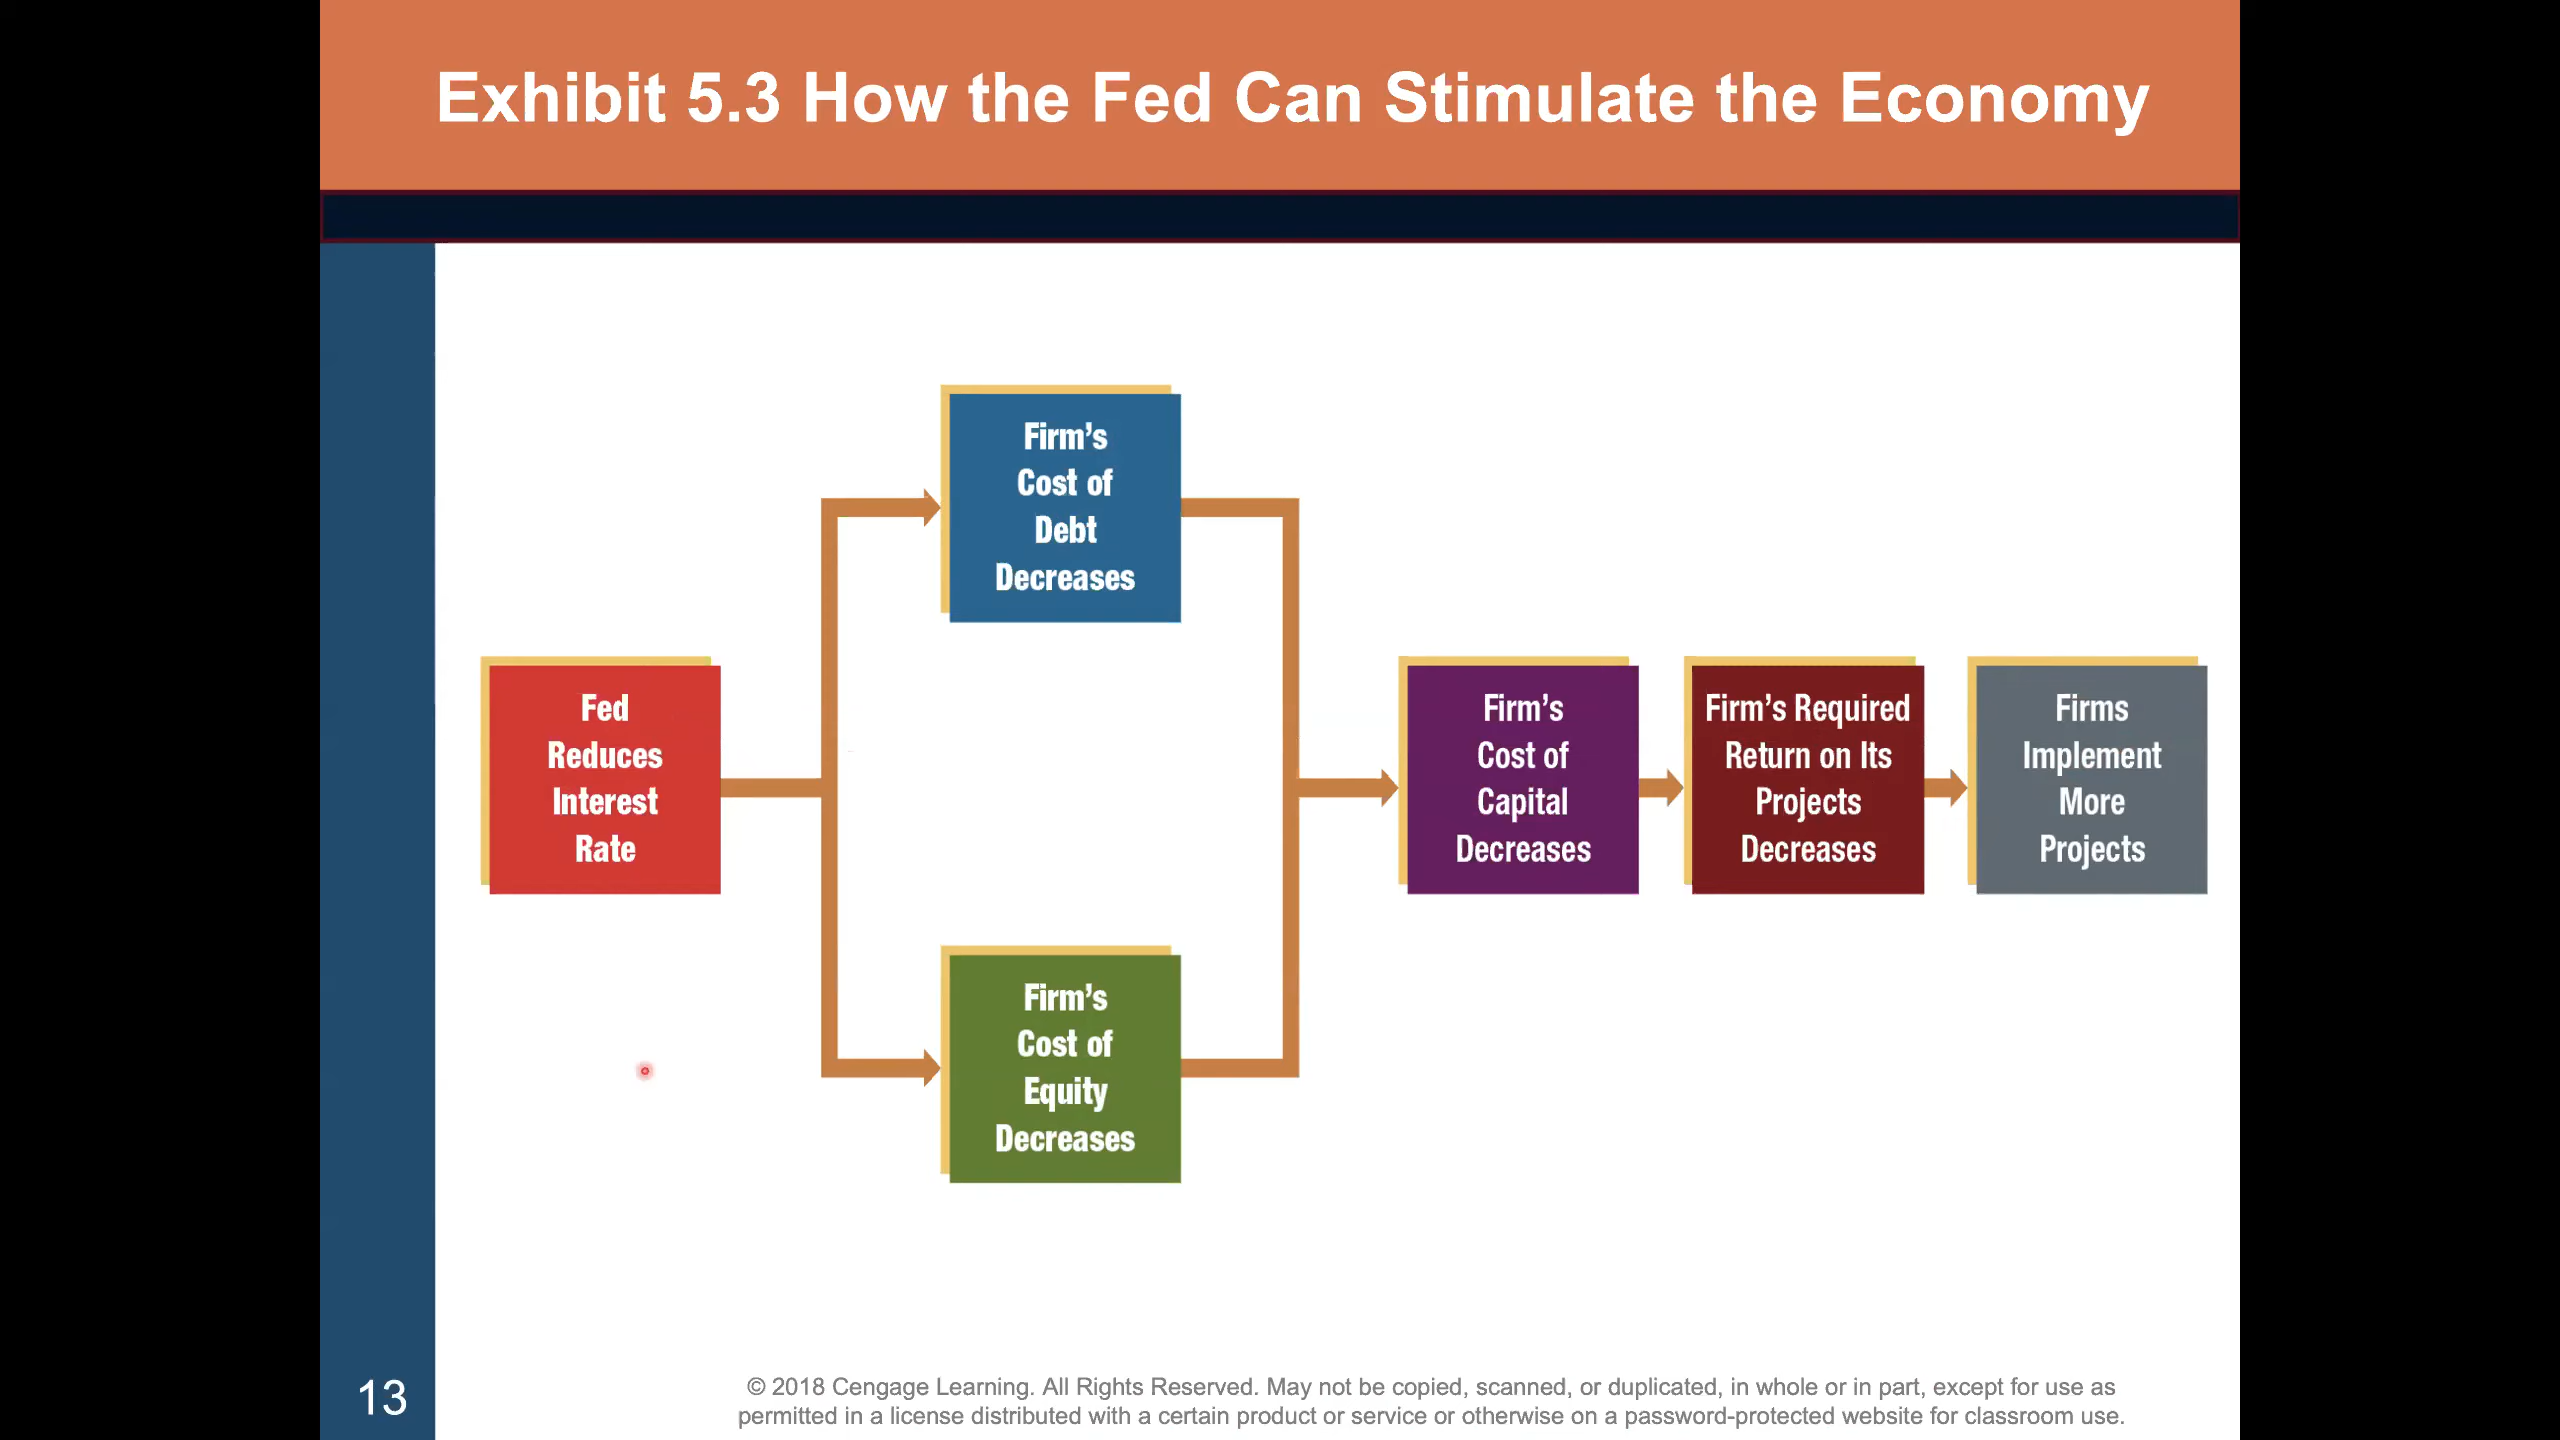 Exhibit 5.3 How the Fed Can Stimulate the Economy
Fed
Reduces
Interest
Rate
Firm’s
Cost of
Debt
Decreases
Firm’s
Cost of
Equity
Decreases
Firm’s
Cost of
Capital
Decreases
Firm’s Required
Return on Its
Projects
Decreases
Firms
Implement
More
Projects
13
© 2018 Cengage Learning. All Rights Reserved. May not be copied, scanned, or duplicated, in whole or in part, except for use as
permitted in a license distributed with a certain product or service or otherwise on a password-protected website for classroom use.